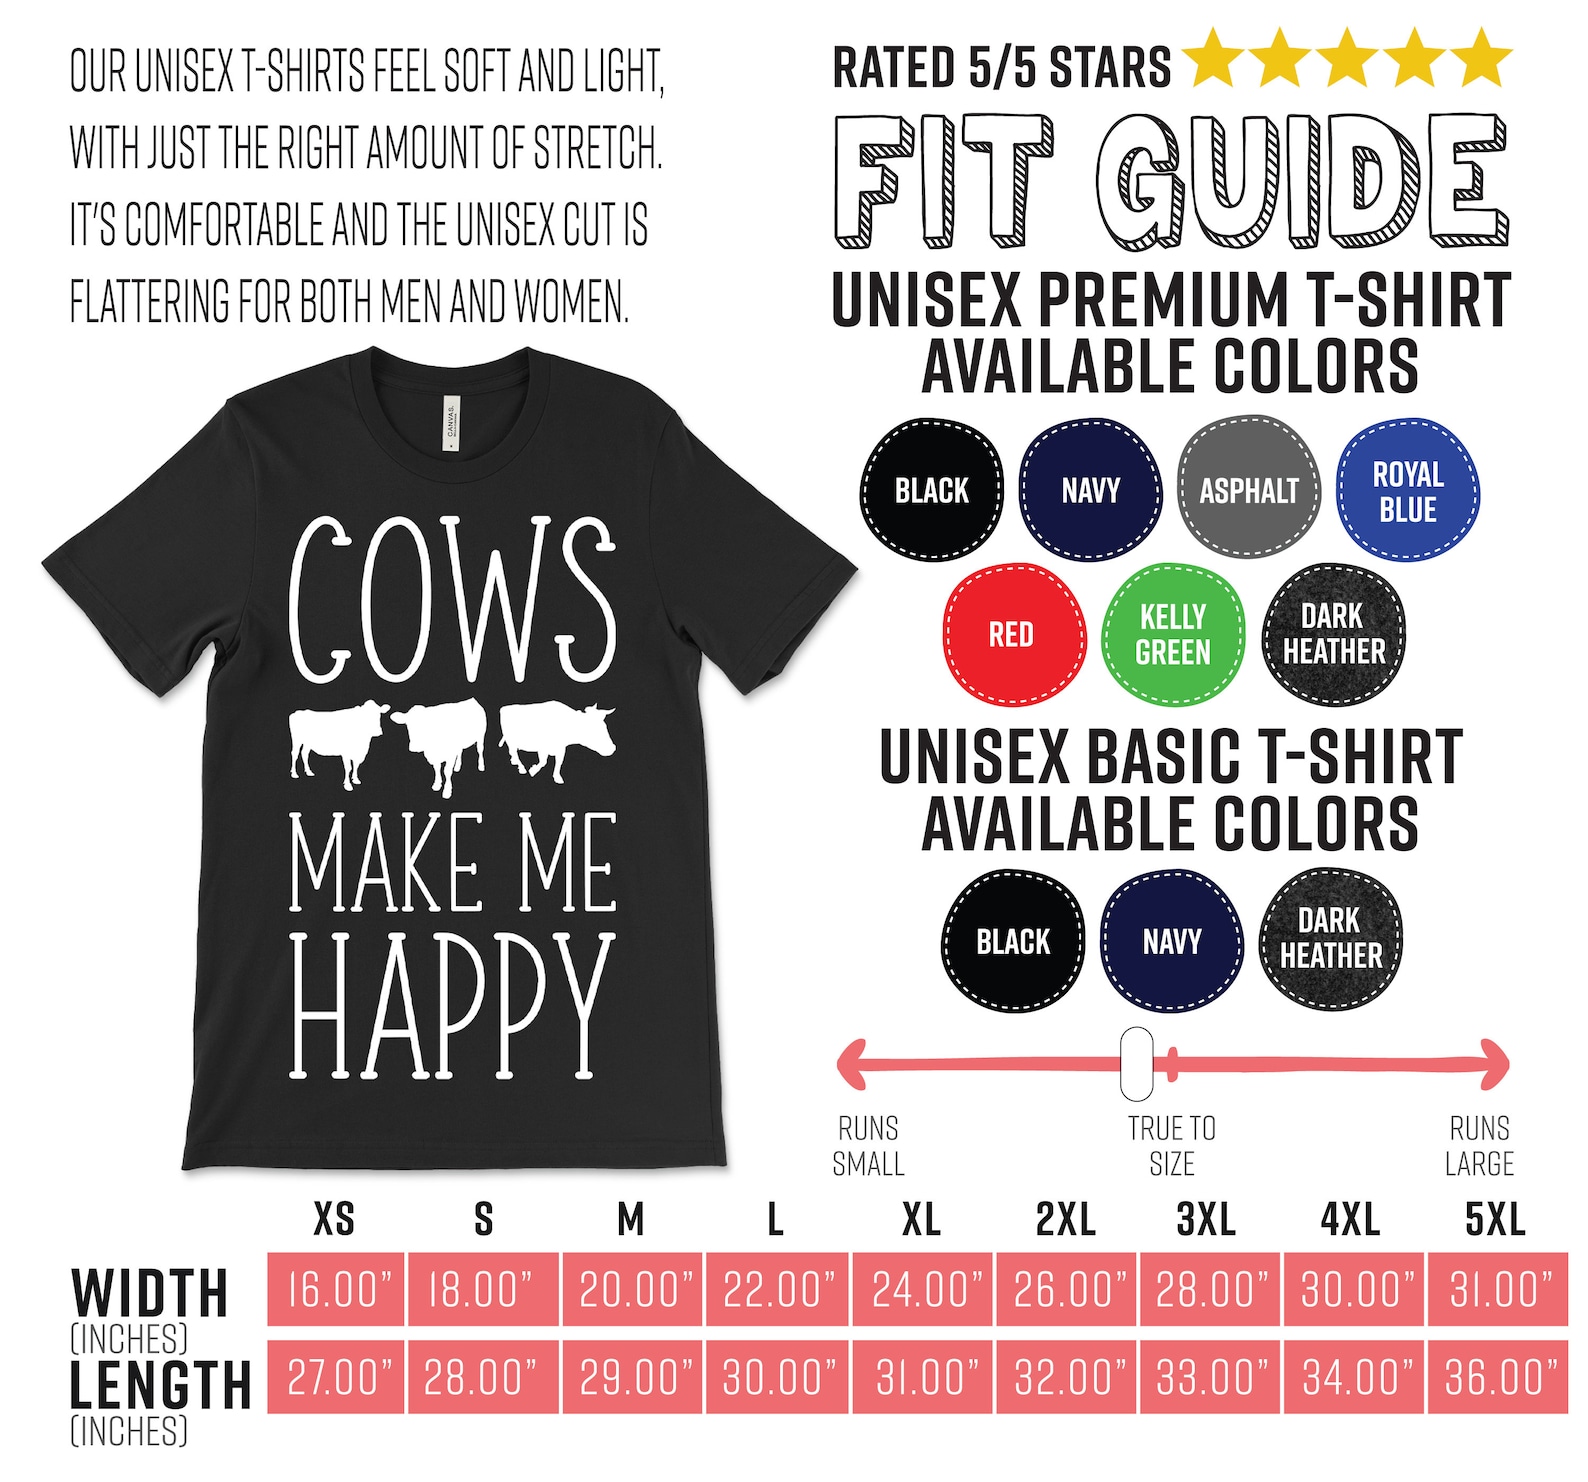 OUR UNISEX T-SHIRTS FEEL SOFT AND LIGHT,
WITH JUST THE RIGHT AMOUNT OF STRETCH.
IT'S COMFORTABLE AND THE UNISEX CUT IS
FLATTERING FOR BOTH MEN AND WOMEN.
CANVAS.
COWS
MAKE ME
HAPPY
RATED 5/5 STARS
FIT GUIDE
UNISEX PREMIUM T-SHIRT
AVAILABLE COLORS
BLACK
NAVY
ASPHALT
ROYAL
BLUE
RED
KELLY
GREEN
DARK
HEATHER
UNISEX BASIC T-SHIRT
AVAILABLE COLORS
BLACK
NAVY
DARK
HEATHER
RUNS
SMALL
TRUE TO
SIZE
RUNS
LARGE
XS S M L XL 2XL 3XL 4XL 5XL
WIDTH 16.00" 18.00" 20.00" 22.00" 24.00" 26.00" 28.00" 30.00" 31.00"
(INCHES)
LENGTH 27.00" 28.00" 29.00" 30.00" 31.00" 32.00" 33.00" 34.00" 36.00"
(INCHES)